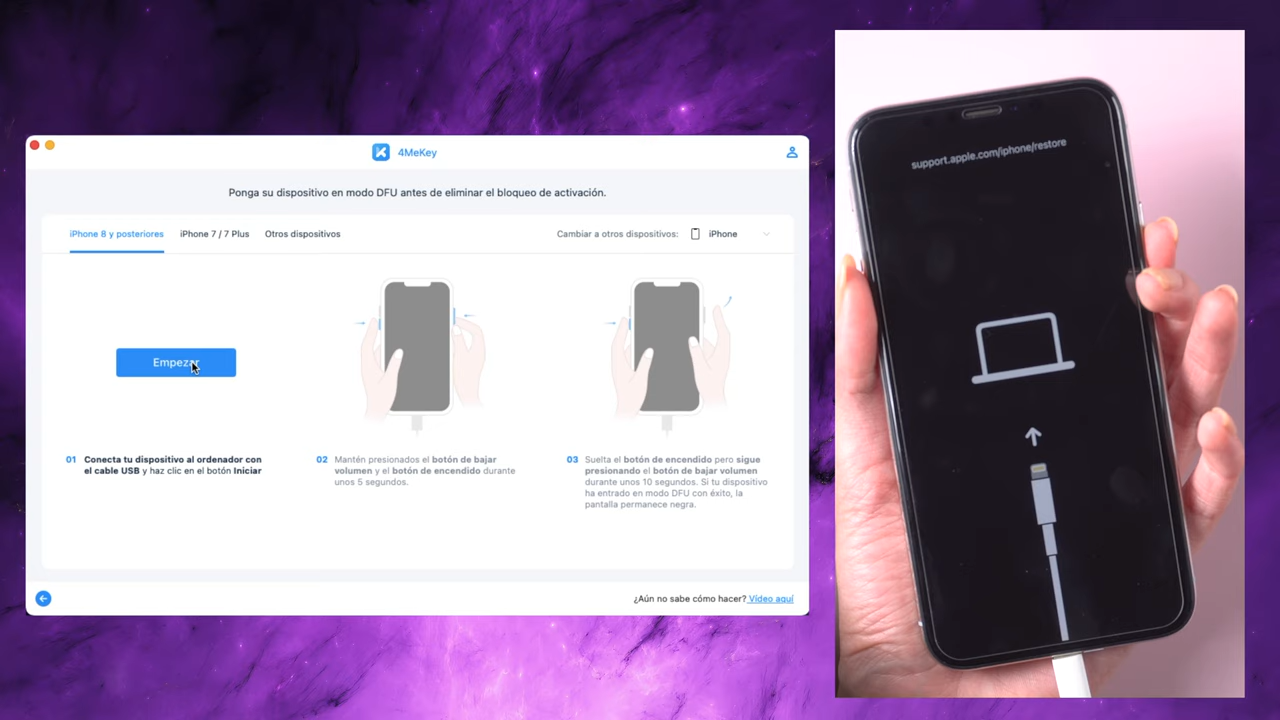 4MeKey
Ponga su dispositivo en modo DFU antes de eliminar el bloqueo de activación.
iPhone 8 y posteriores
iPhone 7 / 7 Plus
Otros dispositivos
Cambiar a otros dispositivos:
iPhone
Empezar
01 Conecta tu dispositivo al ordenador con
el cable USB y haz clic en el botón Iniciar
02 Mantén presionados el botón de bajar
volumen y el botón de encendido durante
unos 5 segundos.
03 Suelta el botón de encendido pero sigue
presionando el botón de bajar volumen
durante unos 10 segundos. Si tu dispositivo
ha entrado en modo DFU con éxito, la
pantalla permanece negra.
¿Aún no sabe cómo hacer? Vídeo aquí
support.apple.com/iphone/restore